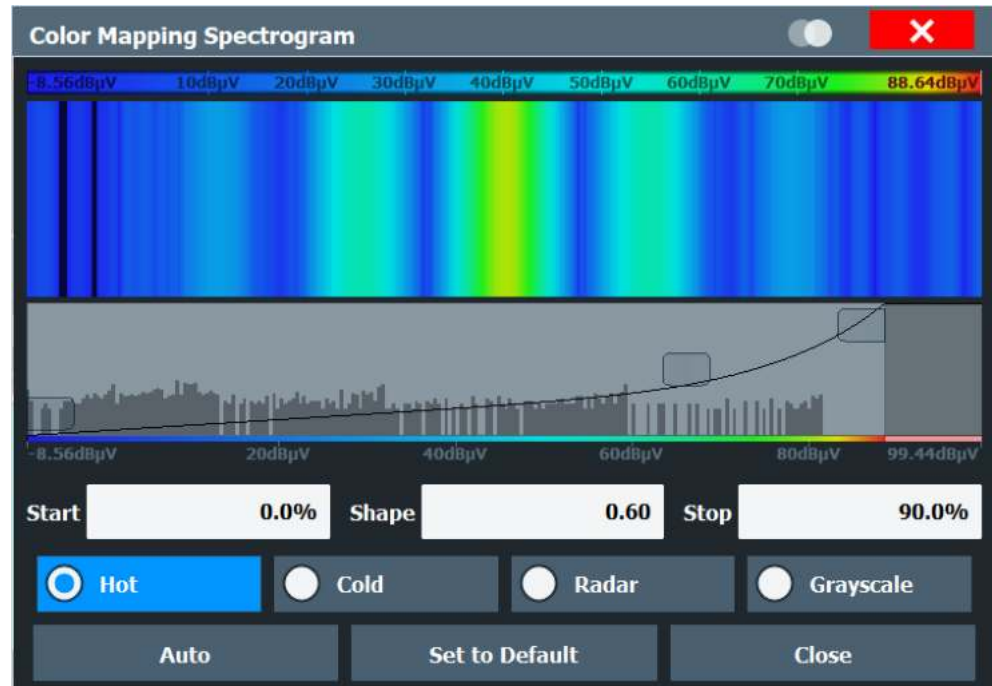 Color Mapping Spectrogram
-8.56dBµV 10dBµV 20dBµV 30dBµV 40dBµV 50dBµV 60dBµV 70dBµV 88.64dBµV
-8.56dBµV 20dBµV 40dBµV 60dBµV 80dBµV 99.44dBµV
Start 0.0% Shape 0.60 Stop 90.0%
Hot Cold Radar Grayscale
Auto Set to Default Close